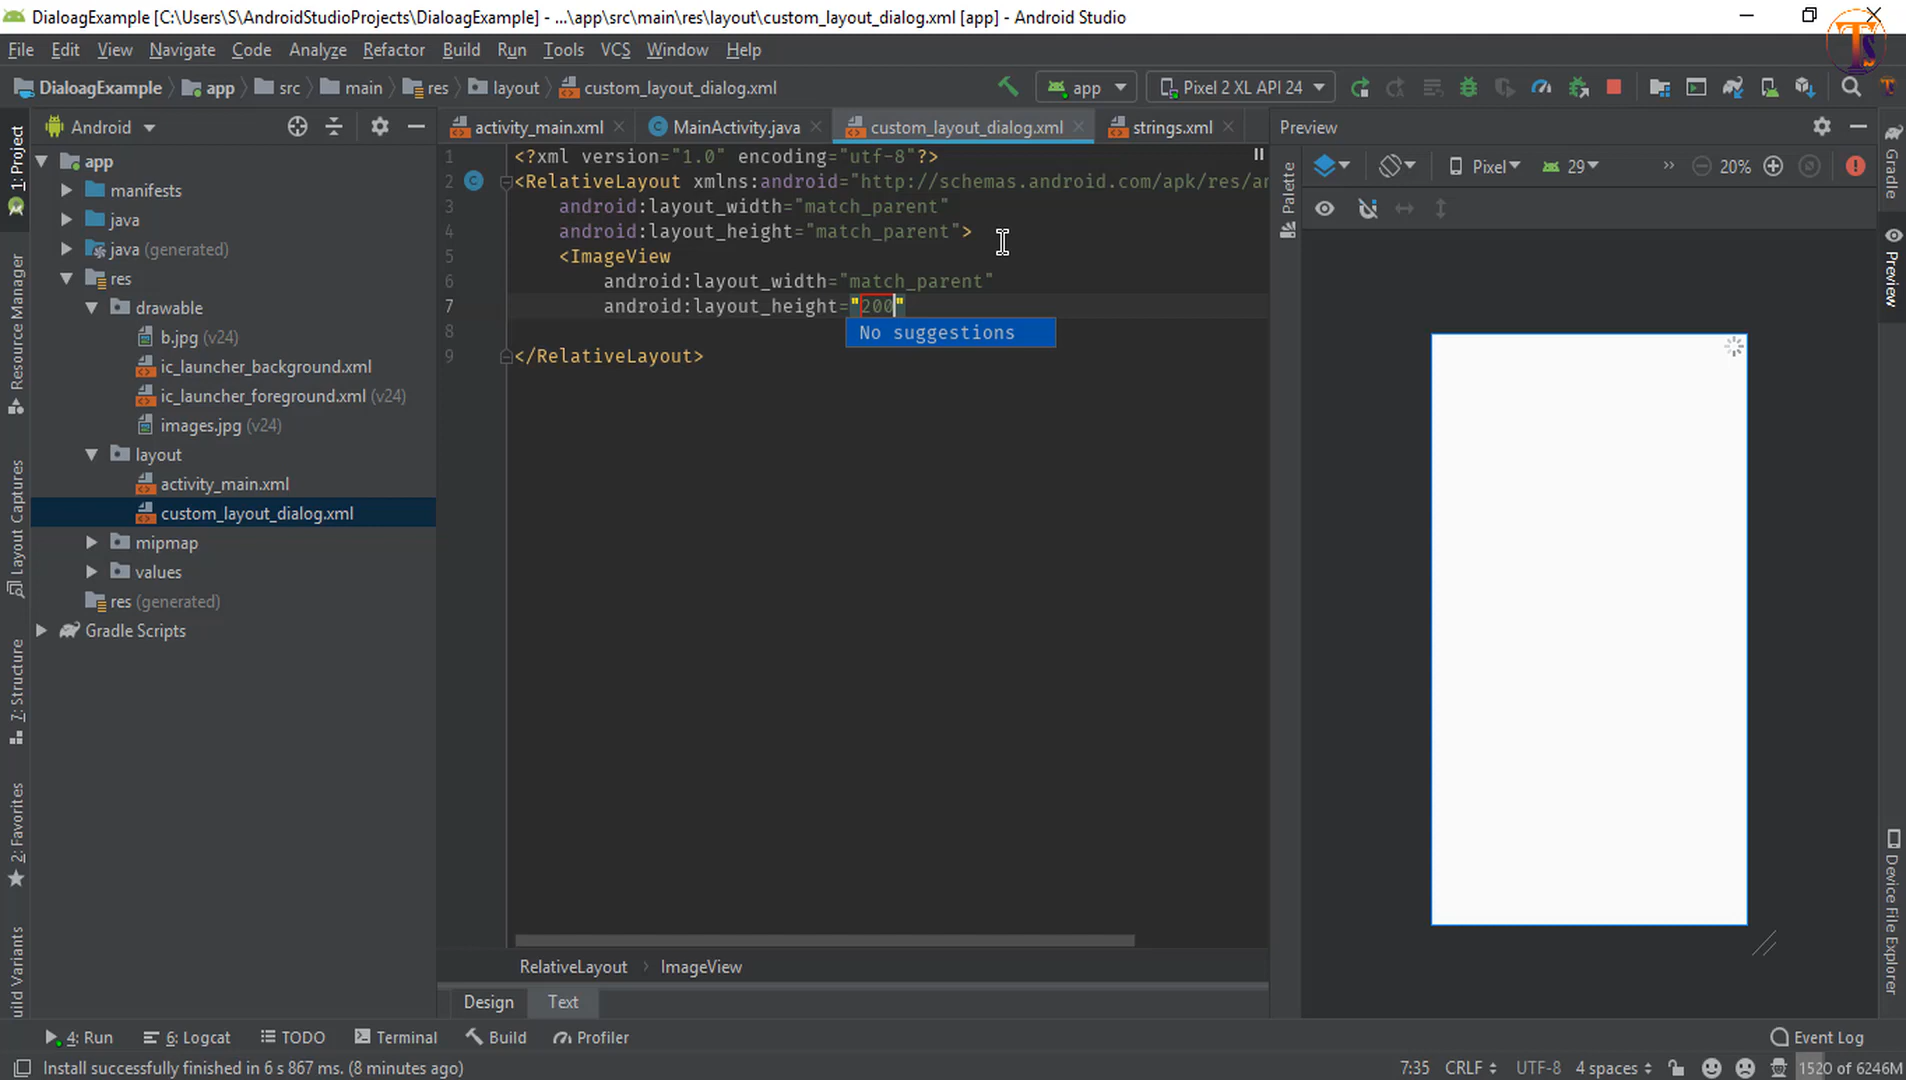 DialoagExample [C:\Users\S\AndroidStudioProjects\DialoagExample] - ...\app\src\main\res\layout\custom_layout_dialog.xml [app] - Android Studio
TS
File Edit View Navigate Code Analyze Refactor Build Run Tools VCS Window Help
DialoagExample app src main res layout custom_layout_dialog.xml app Pixel 2 XL API 24
Android
activity_main.xml MainActivity.java custom_layout_dialog.xml strings.xml
Preview
1: Project
Resource Manager
Layout Captures
7: Structure
2: Favorites
uild Variants
app
manifests
java
java (generated)
res
drawable
b.jpg (v24)
ic_launcher_background.xml
ic_launcher_foreground.xml (v24)
images.jpg (v24)
layout
activity_main.xml
custom_layout_dialog.xml
mipmap
values
res (generated)
Gradle Scripts
1 <?xml version="1.0" encoding="utf-8"?>
2 <RelativeLayout xmlns:android="http://schemas.android.com/apk/res/an
3 android:layout_width="match_parent"
4 android:layout_height="match_parent">
5 <ImageView
6 android:layout_width="match_parent"
7 android:layout_height="200"
No suggestions
8
9 </RelativeLayout>
RelativeLayout ImageView
Design Text
Palette
Pixel 29 » 20%
Gradle
Preview
Device File Explorer
4: Run 6: Logcat TODO Terminal Build Profiler Event Log
Install successfully finished in 6 s 867 ms. (8 minutes ago) 7:35 CRLF UTF-8 4 spaces 1520 of 6246M